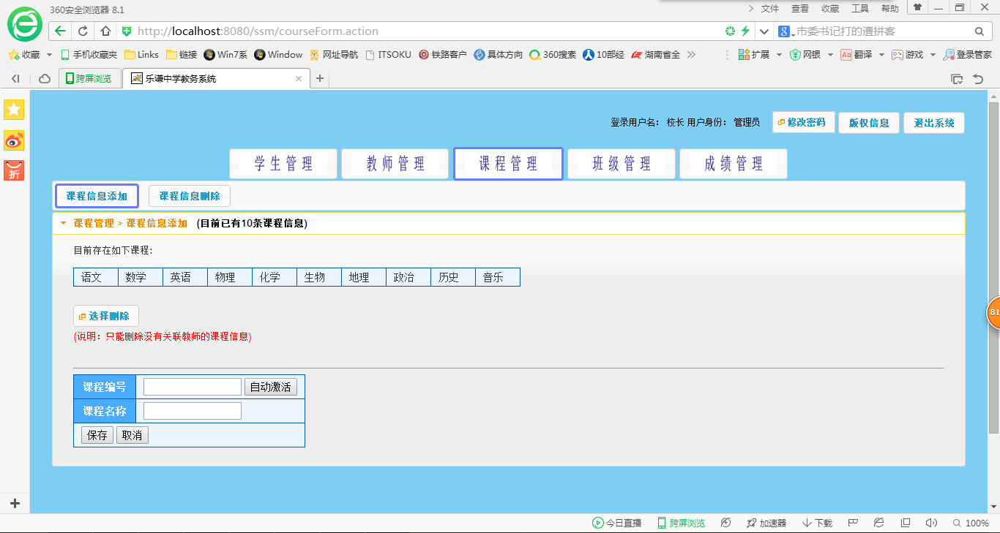 360安全浏览器 8.1
文件 查看 收藏 工具 帮助
http://localhost:8080/ssm/courseForm.action
市委书记打的遭拼客
收藏 手机收藏夹 Links 链接 Win7系 Window 网址导航 ITSOKU 铁路客户 具体方向 360搜索 10部经 湖南省全 扩展 网银 翻译 游戏 登录管家
跨屏浏览 乐谦中学教务系统
折
登录用户名： 校长 用户身份： 管理员 修改密码 版权信息 退出系统
学生管理 教师管理 课程管理 班级管理 成绩管理
课程信息添加 课程信息删除
课程管理 > 课程信息添加 (目前已有10条课程信息)
目前存在如下课程:
语文 数学 英语 物理 化学 生物 地理 政治 历史 音乐
选择删除
(说明：只能删除没有关联教师的课程信息)
81
课程编号 自动激活
课程名称
保存 取消
今日直播 跨屏浏览 加速器 下载 100%